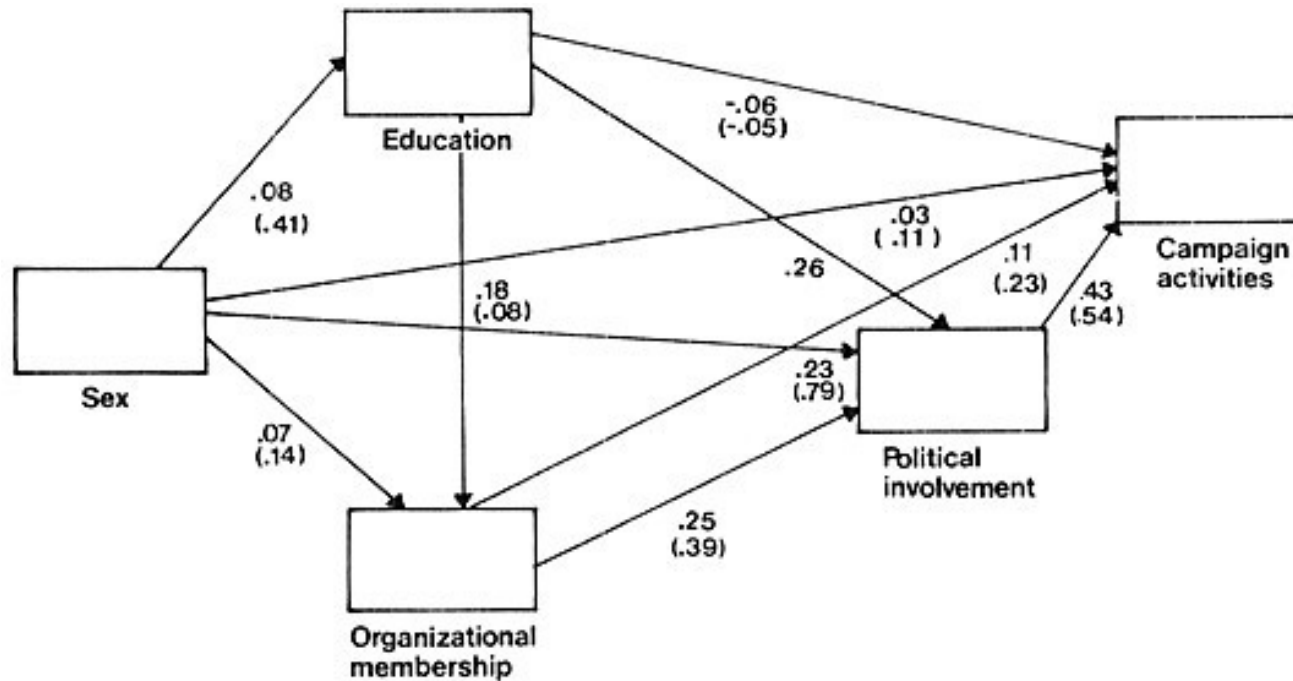 Education
-.06
(-.05)
.08
(.41)
.03
( .11)
.11
(.23)
Campaign
activities
.26
.43
(.54)
.18
(.08)
Sex
.23
(.79)
.07
(.14)
Political
involvement
.25
(.39)
Organizational
membership